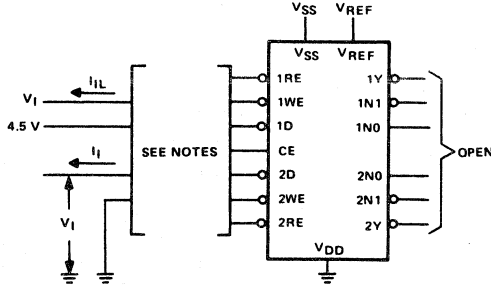 VSS VREF
VSS VREF
IIL
VI
4.5 V
II
VI
SEE NOTES
1RE 1Y
1WE 1N1
1D 1N0
CE OPEN
2D 2N0
2WE 2N1
2RE 2Y
VDD